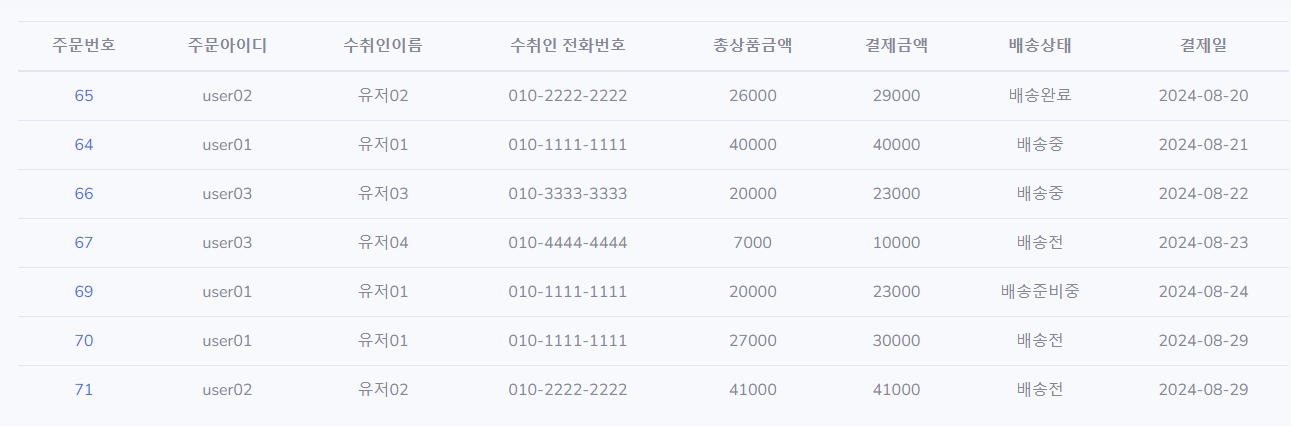 주문번호 주문아이디 수취인이름 수취인 전화번호 총상품금액 결제금액 배송상태 결제일
65 user02 유저02 010-2222-2222 26000 29000 배송완료 2024-08-20
64 user01 유저01 010-1111-1111 40000 40000 배송중 2024-08-21
66 user03 유저03 010-3333-3333 20000 23000 배송중 2024-08-22
67 user03 유저04 010-4444-4444 7000 10000 배송전 2024-08-23
69 user01 유저01 010-1111-1111 20000 23000 배송준비중 2024-08-24
70 user01 유저01 010-1111-1111 27000 30000 배송전 2024-08-29
71 user02 유저02 010-2222-2222 41000 41000 배송전 2024-08-29